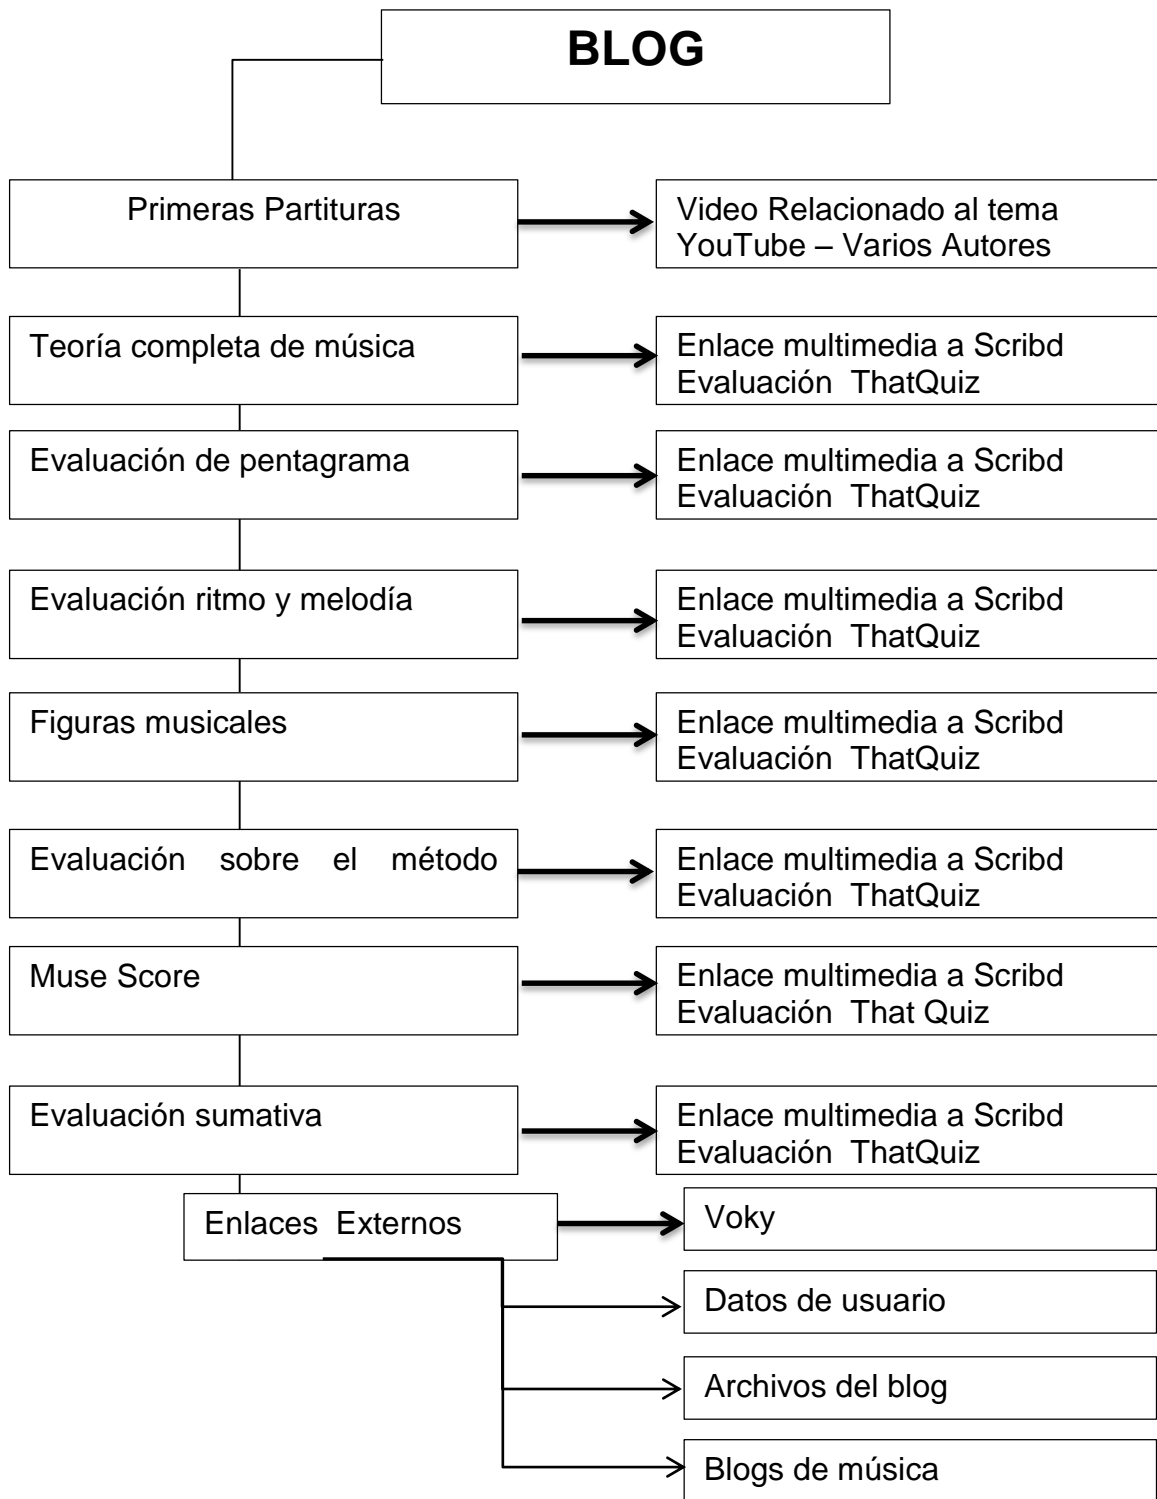 BLOG
Primeras Partituras
Video Relacionado al tema
YouTube – Varios Autores
Teoría completa de música
Enlace multimedia a Scribd
Evaluación  ThatQuiz
Evaluación de pentagrama
Enlace multimedia a Scribd
Evaluación  ThatQuiz
Evaluación ritmo y melodía
Enlace multimedia a Scribd
Evaluación  ThatQuiz
Figuras musicales
Enlace multimedia a Scribd
Evaluación  ThatQuiz
Evaluación sobre el método
Enlace multimedia a Scribd
Evaluación  ThatQuiz
Muse Score
Enlace multimedia a Scribd
Evaluación  That Quiz
Evaluación sumativa
Enlace multimedia a Scribd
Evaluación  ThatQuiz
Enlaces  Externos
Voky
Datos de usuario
Archivos del blog
Blogs de música